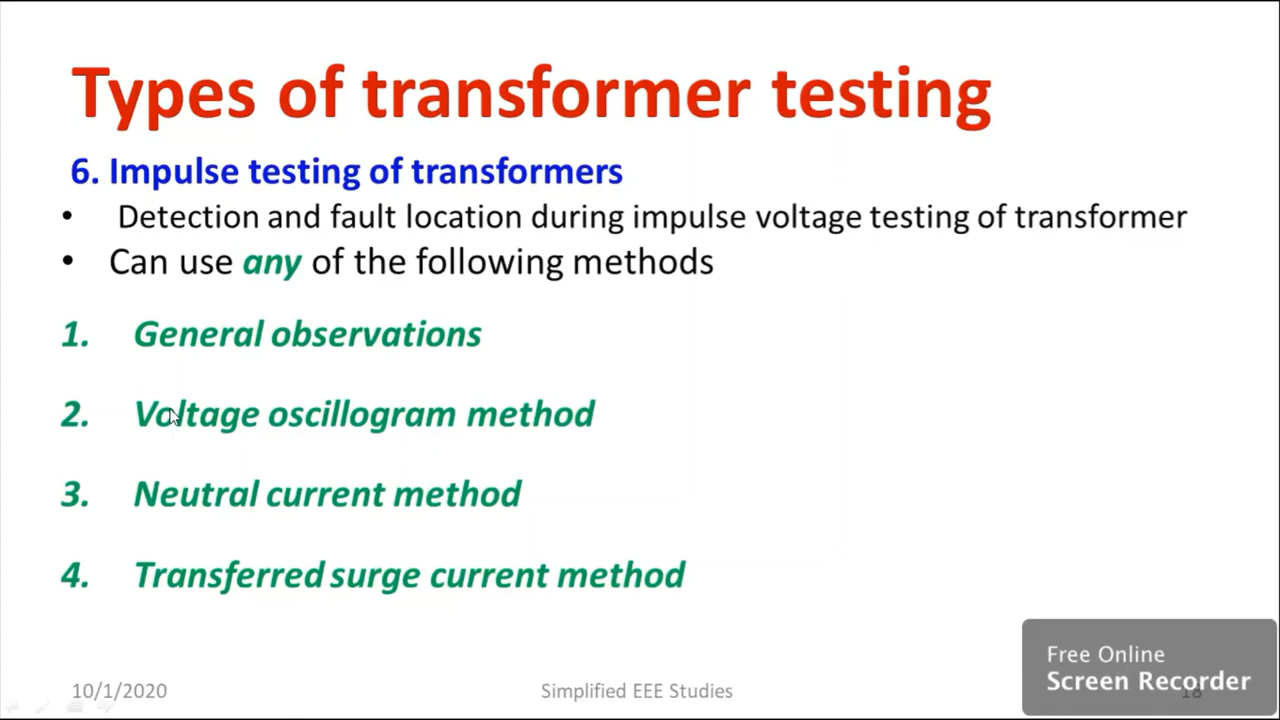 Types of transformer testing
6. Impulse testing of transformers
• Detection and fault location during impulse voltage testing of transformer
• Can use any of the following methods
1. General observations
2. Voltage oscillogram method
3. Neutral current method
4. Transferred surge current method
10/1/2020 Simplified EEE Studies 18
Free Online
Screen Recorder